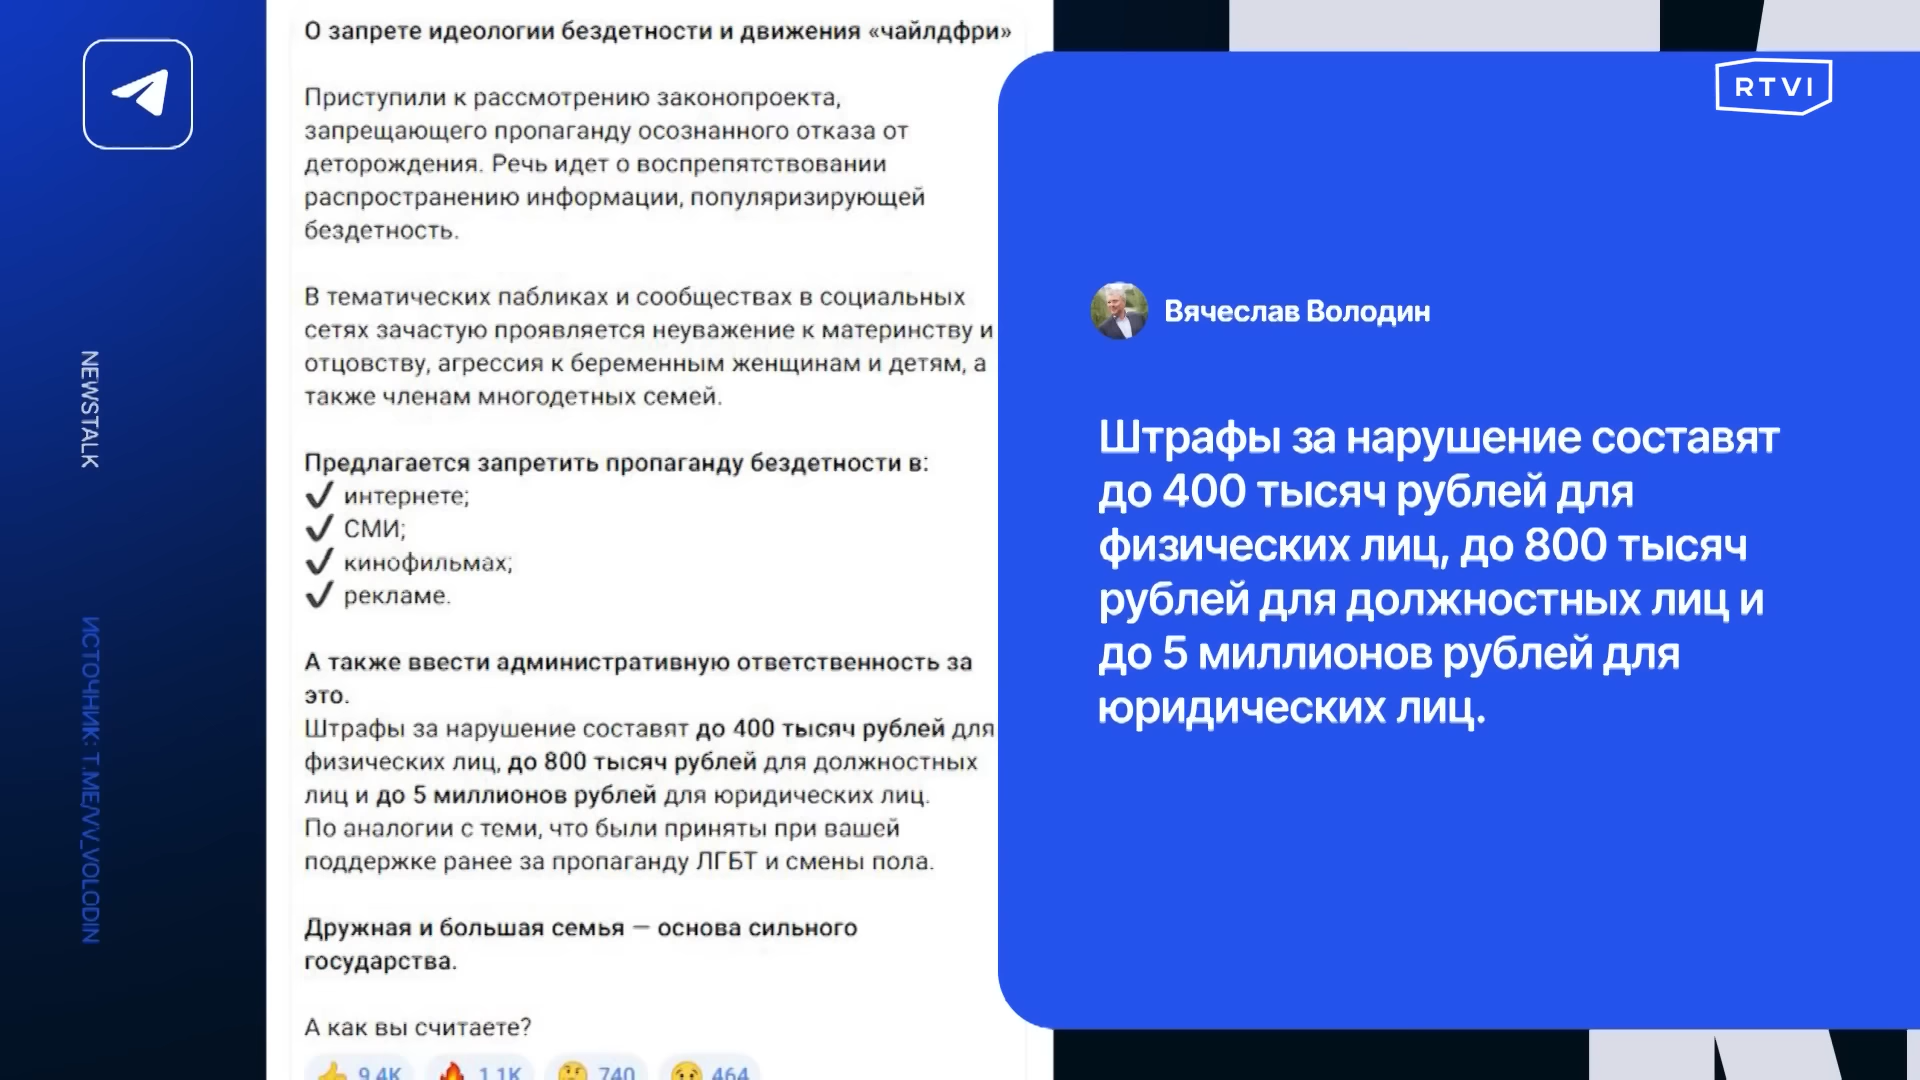 О запрете идеологии бездетности и движения «чайлдфри»
Приступили к рассмотрению законопроекта,
запрещающего пропаганду осознанного отказа от
деторождения. Речь идет о воспрепятствовании
распространению информации, популяризирующей
бездетность.
В тематических пабликах и сообществах в социальных
сетях зачастую проявляется неуважение к материнству и
отцовству, агрессия к беременным женщинам и детям, а
также членам многодетных семей.
Предлагается запретить пропаганду бездетности в:
✔ интернете;
✔ СМИ;
✔ кинофильмах;
✔ рекламе.
А также ввести административную ответственность за
это.
Штрафы за нарушение составят до 400 тысяч рублей для
физических лиц, до 800 тысяч рублей для должностных
лиц и до 5 миллионов рублей для юридических лиц.
По аналогии с теми, что были приняты при вашей
поддержке ранее за пропаганду ЛГБТ и смены пола.
Дружная и большая семья — основа сильного
государства.
А как вы считаете?
👍 9.4K 🔥 1.1K 🤔 740 😢 464
NEWSTALK
ИСТОЧНИК: T.ME/VV_VOLODIN
RTVI
Вячеслав Володин
Штрафы за нарушение составят
до 400 тысяч рублей для
физических лиц, до 800 тысяч
рублей для должностных лиц и
до 5 миллионов рублей для
юридических лиц.